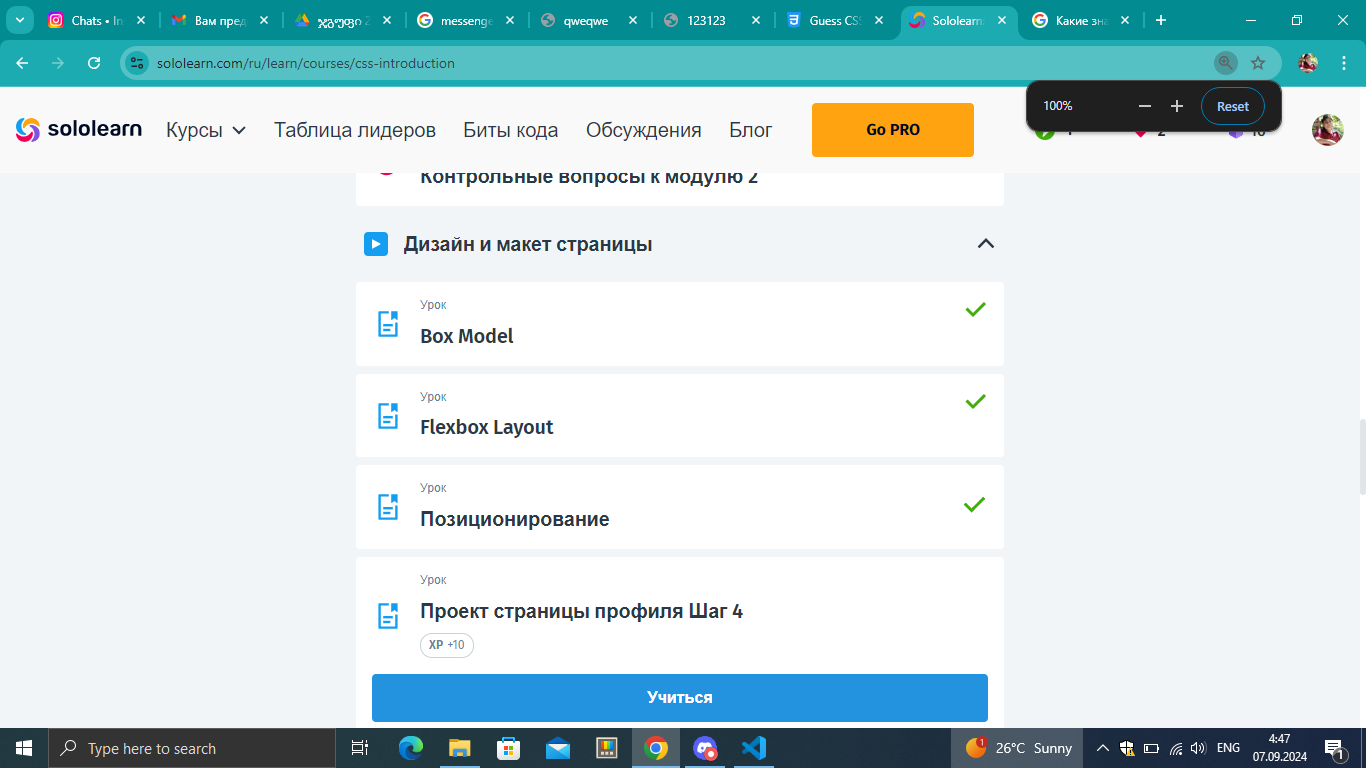 Chats • In
Вам пред
ჯგუფი 2
messenge
qweqwe
123123
Guess CSS
Sololearn:
Какие зна
sololearn.com/ru/learn/courses/css-introduction
100%
Reset
sololearn
Курсы
Таблица лидеров
Биты кода
Обсуждения
Блог
Go PRO
Контрольные вопросы к модулю 2
Дизайн и макет страницы
Урок
Box Model
Урок
Flexbox Layout
Урок
Позиционирование
Урок
Проект страницы профиля Шаг 4
XP +10
Учиться
Type here to search
1
26°C Sunny
ENG
4:47
07.09.2024
1